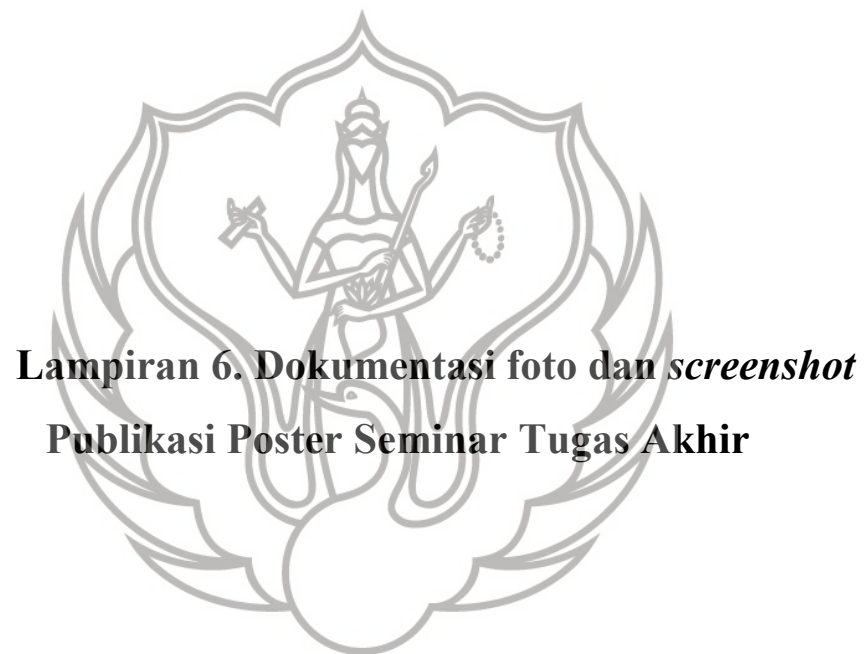 Lampiran 6. Dokumentasi foto dan screenshot
Publikasi Poster Seminar Tugas Akhir